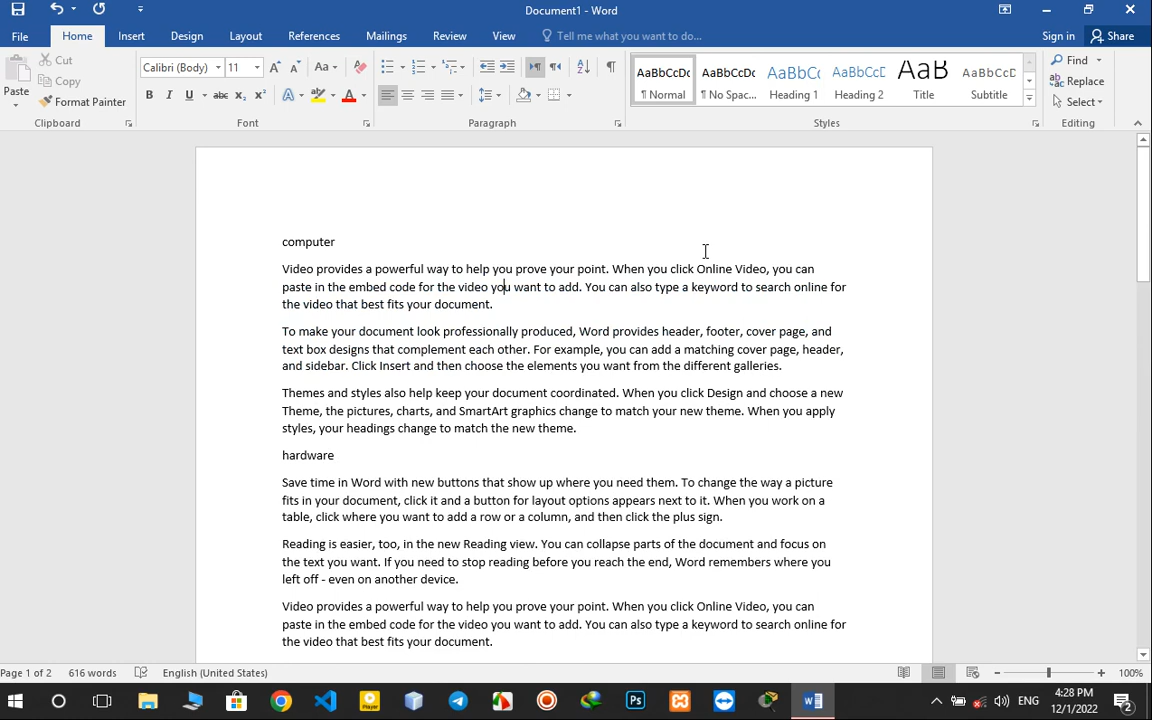 Document1 - Word
File Home Insert Design Layout References Mailings Review View Tell me what you want to do... Sign in Share
Paste Cut Copy Format Painter
Calibri (Body) 11 Aa
B I U abc x₂ x² A A
AaBbCcDc AaBbCcDc AaBbCc AaBbCcD AaB AaBbCcD
¶ Normal ¶ No Spac... Heading 1 Heading 2 Title Subtitle
Find Replace Select
Clipboard Font Paragraph Styles Editing
computer
Video provides a powerful way to help you prove your point. When you click Online Video, you can
paste in the embed code for the video you want to add. You can also type a keyword to search online for
the video that best fits your document.
To make your document look professionally produced, Word provides header, footer, cover page, and
text box designs that complement each other. For example, you can add a matching cover page, header,
and sidebar. Click Insert and then choose the elements you want from the different galleries.
Themes and styles also help keep your document coordinated. When you click Design and choose a new
Theme, the pictures, charts, and SmartArt graphics change to match your new theme. When you apply
styles, your headings change to match the new theme.
hardware
Save time in Word with new buttons that show up where you need them. To change the way a picture
fits in your document, click it and a button for layout options appears next to it. When you work on a
table, click where you want to add a row or a column, and then click the plus sign.
Reading is easier, too, in the new Reading view. You can collapse parts of the document and focus on
the text you want. If you need to stop reading before you reach the end, Word remembers where you
left off - even on another device.
Video provides a powerful way to help you prove your point. When you click Online Video, you can
paste in the embed code for the video you want to add. You can also type a keyword to search online for
the video that best fits your document.
Page 1 of 2 616 words English (United States) 100%
Player Ps ENG 4:28 PM
12/1/2022 2